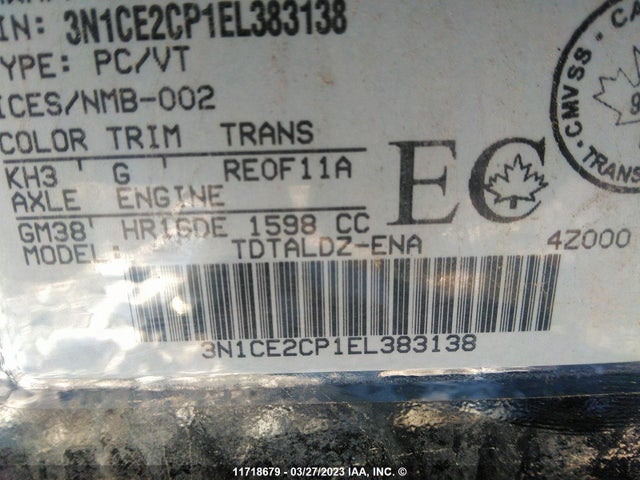 IN: 3N1CE2CP1EL383138
YPE: PC/VT
ICES/NMB-002
COLOR TRIM TRANS
KH3 G RE0F11A
AXLE ENGINE
GM38 HR16DE 1598 CC
MODEL: TDTALDZ-ENA
4Z000
EC
CMVSS
TRANS
3N1CE2CP1EL383138
11718679 - 03/27/2023 IAA, INC. ©